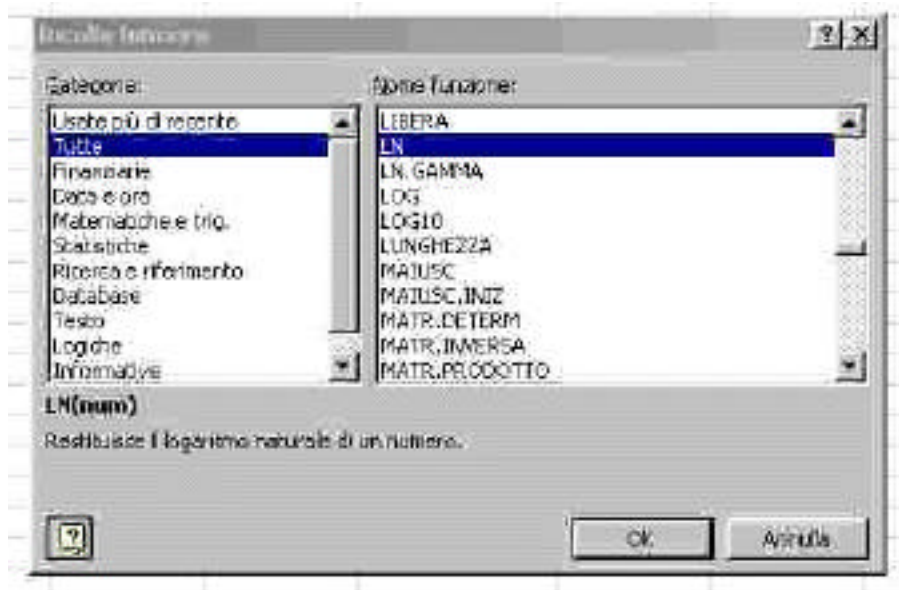 Incolla funzione
Categoria:
Nome funzione:
Usate più di recente
Tutte
Finanziarie
Data e ora
Matematiche e trig.
Statistiche
Ricerca e riferimento
Database
Testo
Logiche
Informative
LIBERA
LN
LN.GAMMA
LOG
LOG10
LUNGHEZZA
MAIUSC
MAIUSC.INIZ
MATR.DETERM
MATR.INVERSA
MATR.PRODOTTO
LN(num)
Restituisce il logaritmo naturale di un numero.
OK
Annulla